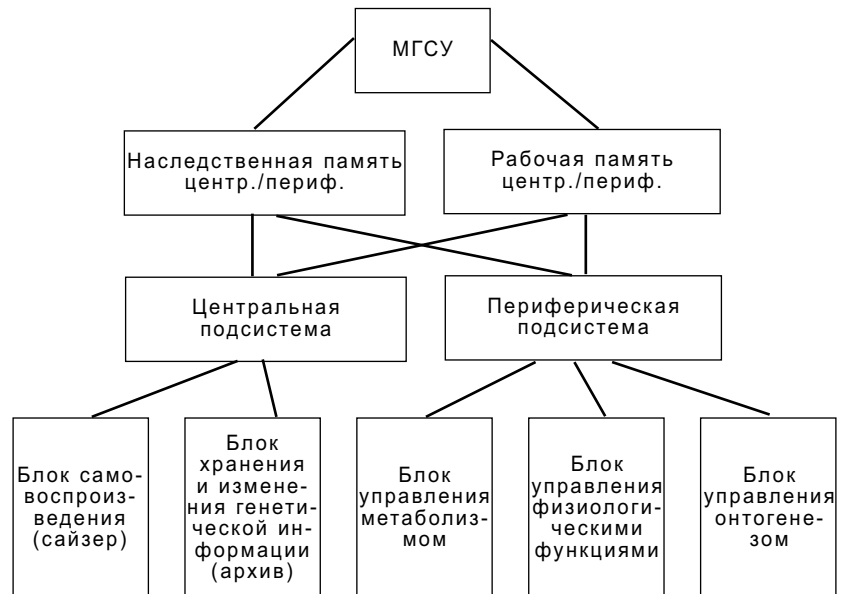 МГСУ
Наследственная память
центр./периф.
Рабочая память
центр./периф.
Центральная
подсистема
Периферическая
подсистема
Блок само-
воспроиз-
ведения
(сайзер)
Блок
хранения
и измене-
ния генети-
ческой ин-
формации
(архив)
Блок
управления
метаболиз-
мом
Блок
управления
физиологи-
ческими
функциями
Блок
управления
онтогене-
зом